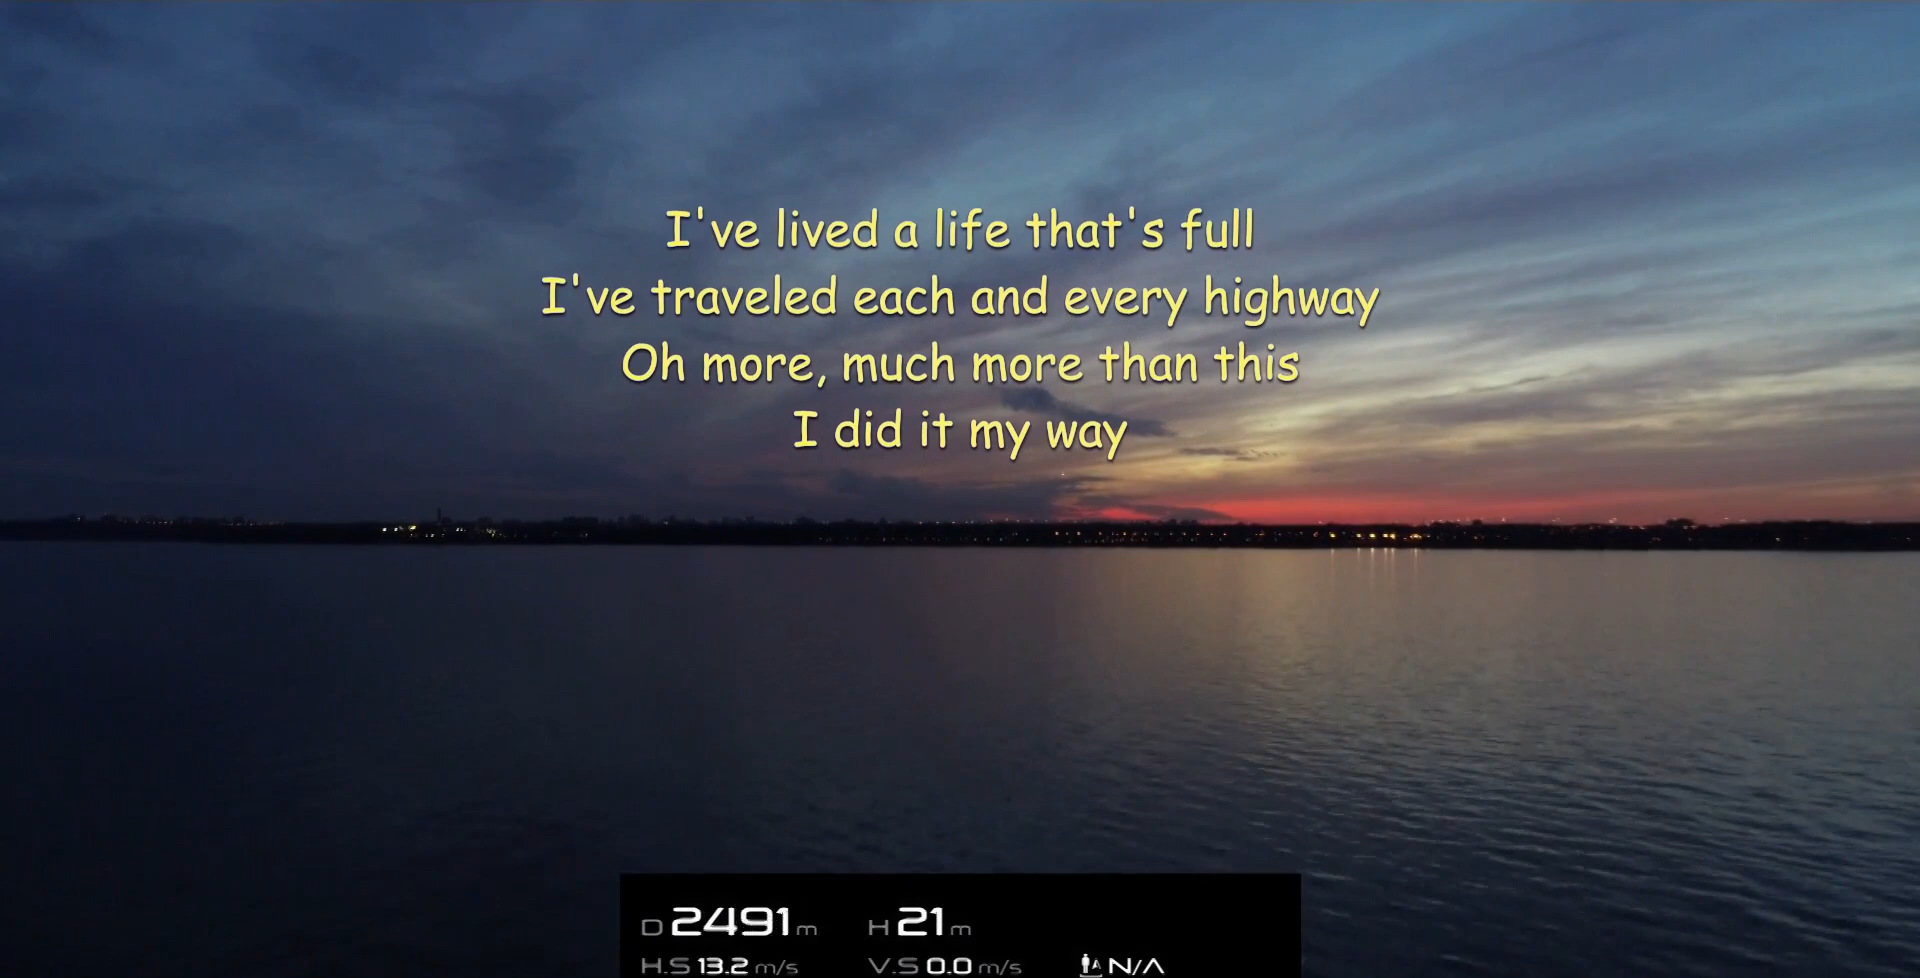 I've lived a life that's full
I've traveled each and every highway
Oh more, much more than this
I did it my way
D 2491 m H 21 m
H.S 13.2 m/s V.S 0.0 m/s N/A